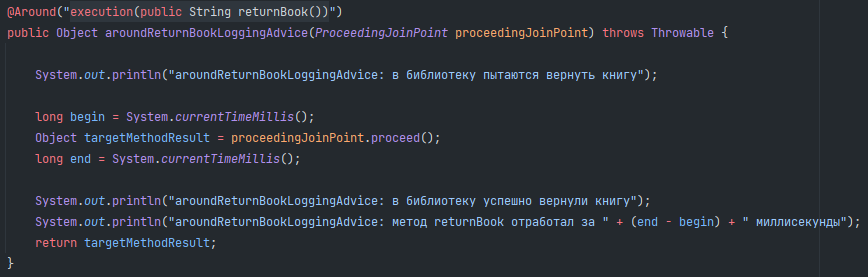 @Around("execution(public String returnBook())")
public Object aroundReturnBookLoggingAdvice(ProceedingJoinPoint proceedingJoinPoint) throws Throwable {
System.out.println("aroundReturnBookLoggingAdvice: в библиотеку пытаются вернуть книгу");
long begin = System.currentTimeMillis();
Object targetMethodResult = proceedingJoinPoint.proceed();
long end = System.currentTimeMillis();
System.out.println("aroundReturnBookLoggingAdvice: в библиотеку успешно вернули книгу");
System.out.println("aroundReturnBookLoggingAdvice: метод returnBook отработал за " + (end - begin) + " миллисекунды");
return targetMethodResult;
}